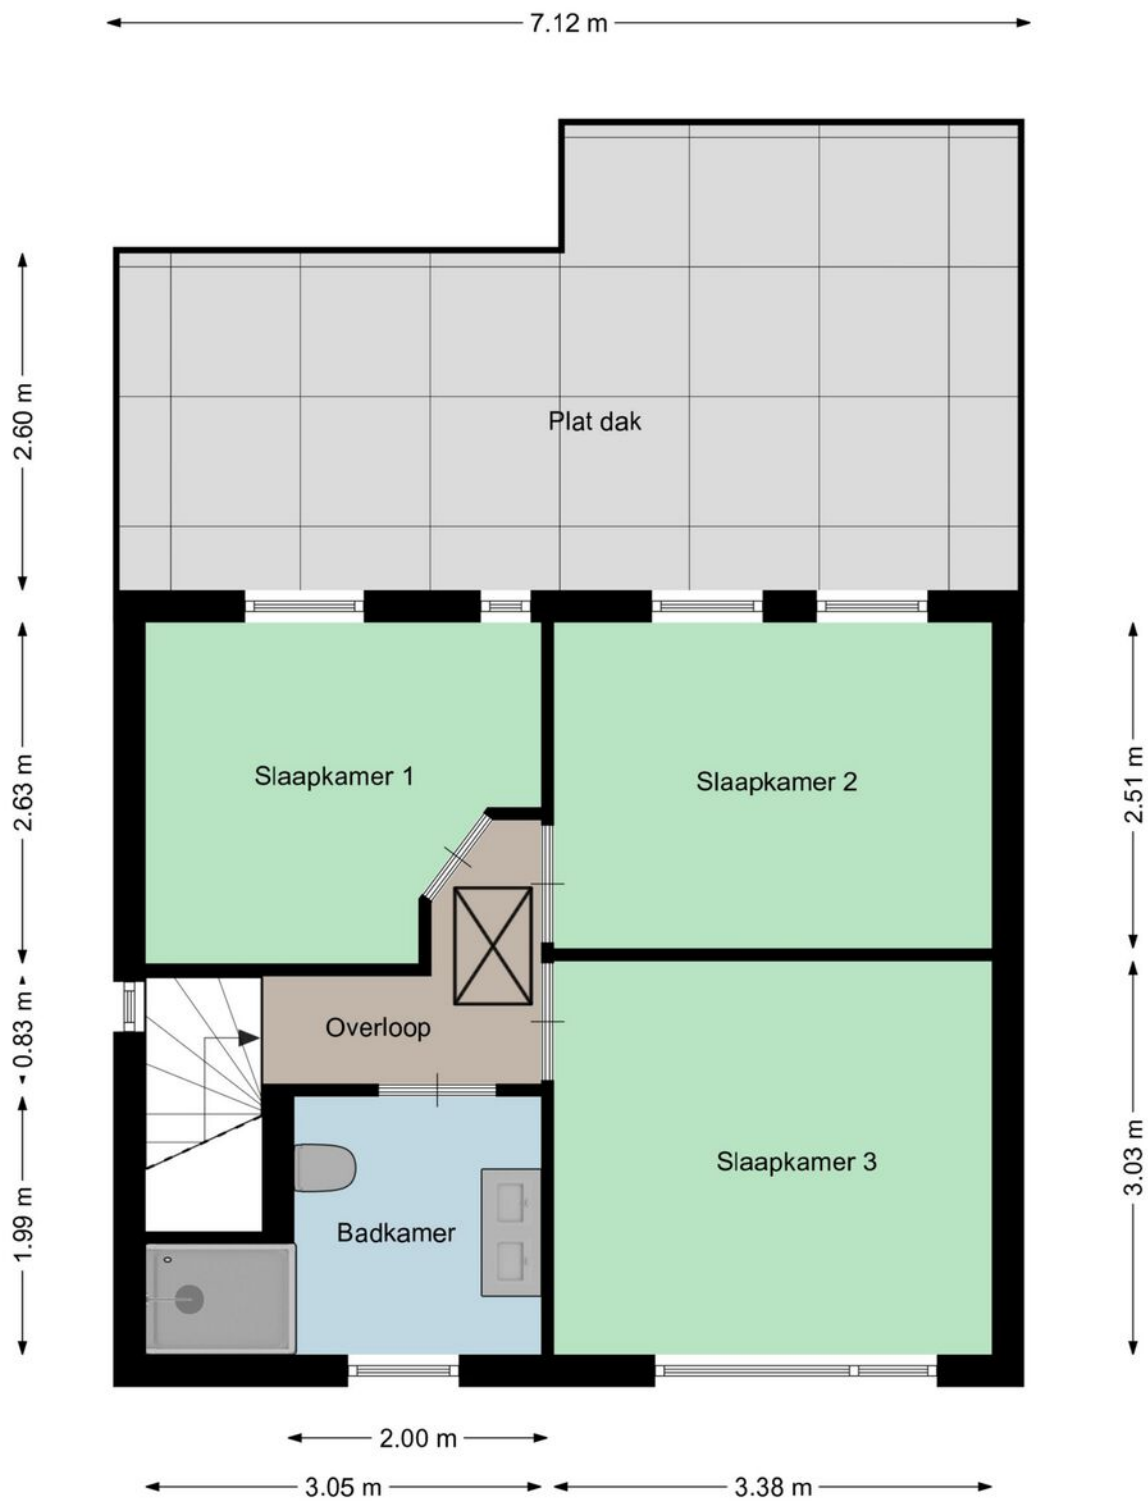 7.12 m
2.60 m
Plat dak
2.63 m
2.51 m
Slaapkamer 1
Slaapkamer 2
0.83 m
Overloop
3.03 m
Slaapkamer 3
1.99 m
Badkamer
2.00 m
3.05 m
3.38 m